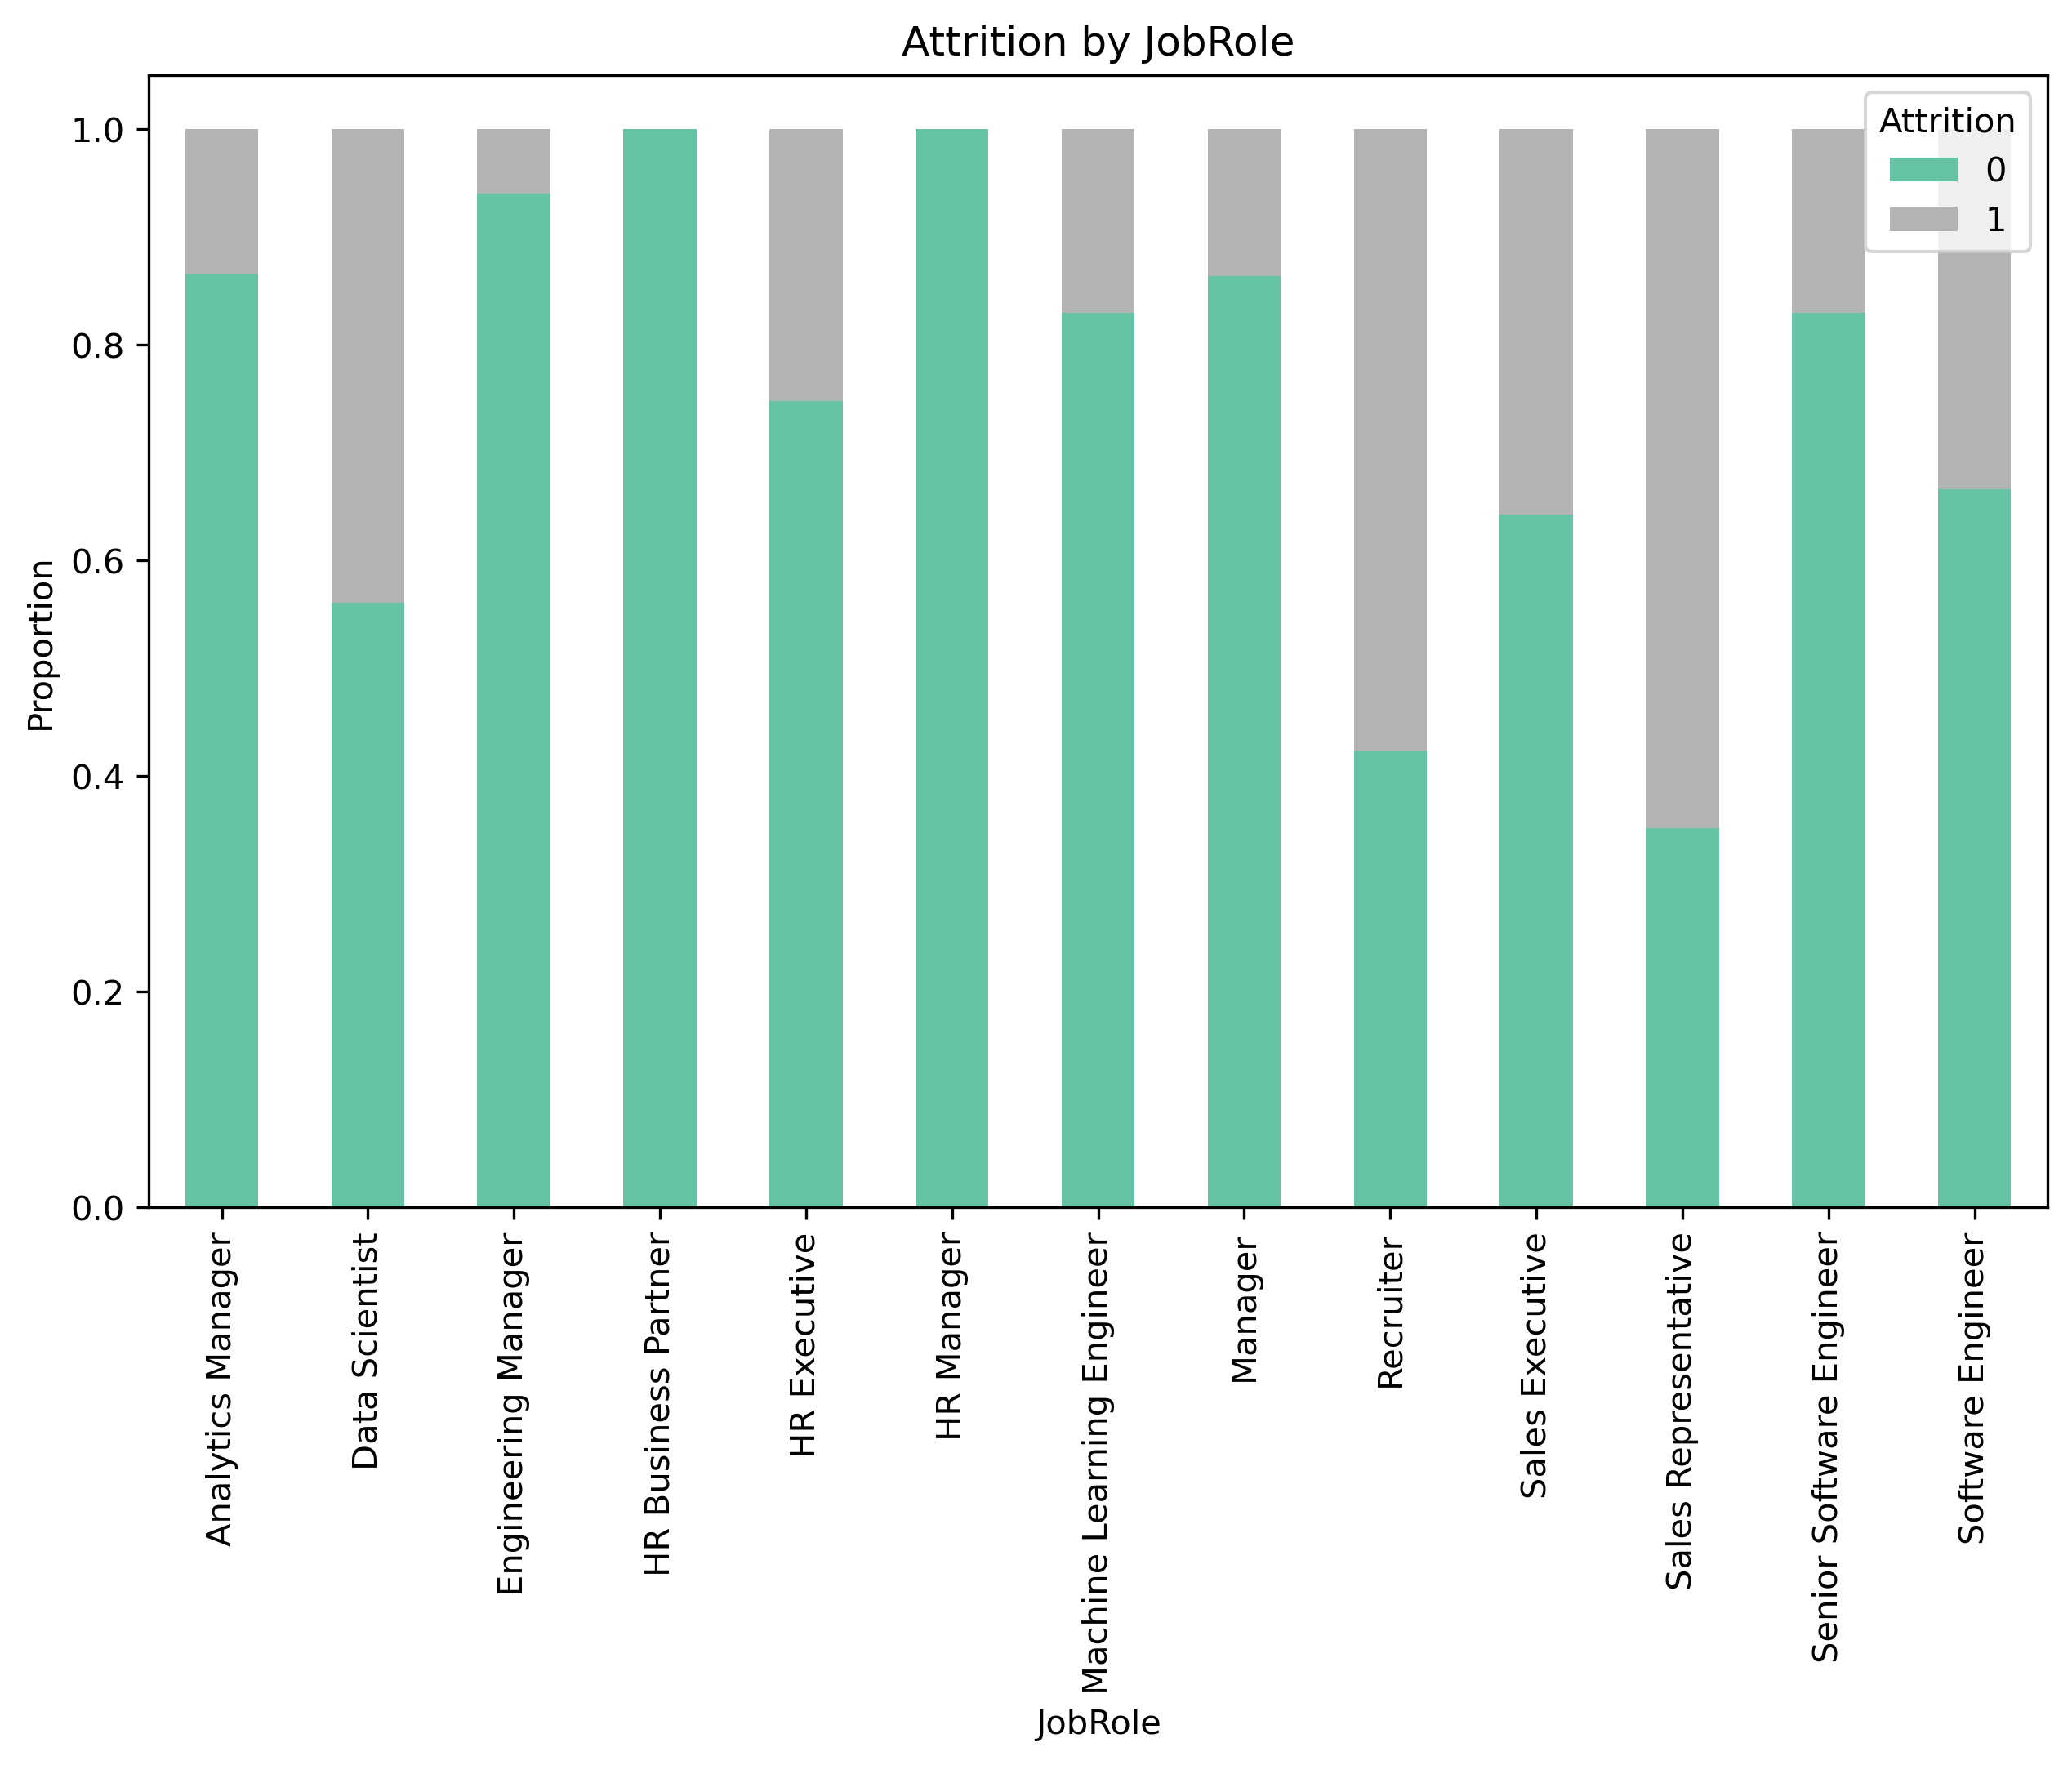 Attrition by JobRole
Attrition
0
1
Proportion
1.0
0.8
0.6
0.4
0.2
0.0
Analytics Manager
Data Scientist
Engineering Manager
HR Business Partner
HR Executive
HR Manager
Machine Learning Engineer
Manager
Recruiter
Sales Executive
Sales Representative
Senior Software Engineer
Software Engineer
JobRole